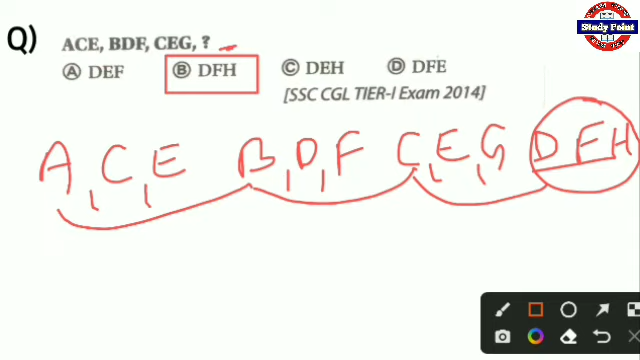 Study Point
Q) ACE, BDF, CEG, ?
Ⓐ DEF Ⓑ DFH Ⓒ DEH Ⓓ DFE
[SSC CGL TIER-I Exam 2014]
A, C, E B, D, F C, E, G D F H